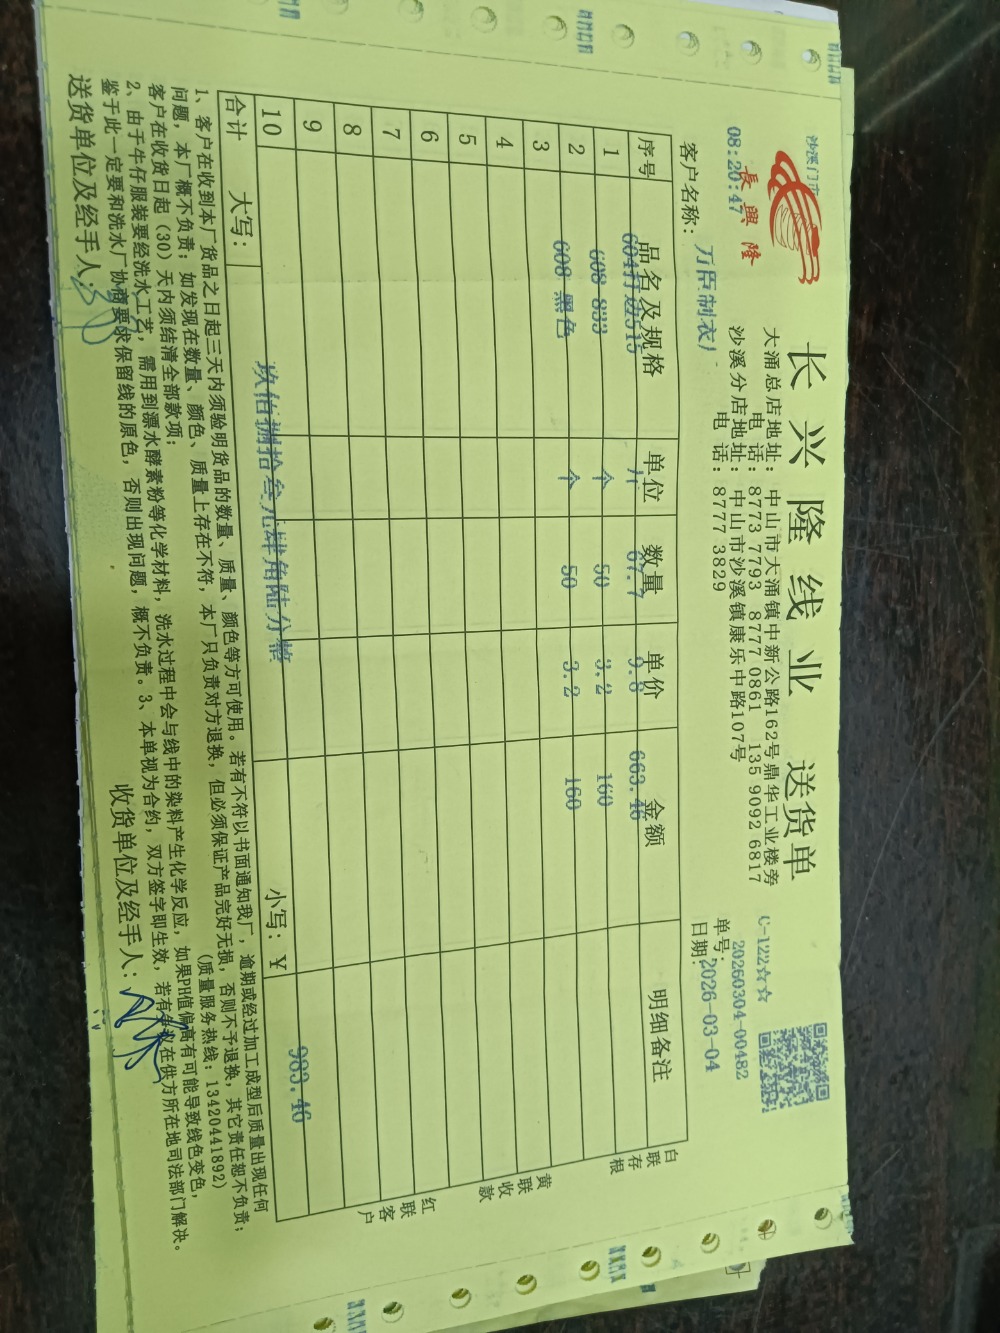 沙溪门市
08:20:47
長興隆
长兴隆线业 送货单
大涌总店地址：中山市大涌镇中新公路162号鼎华工业楼旁
电 话：8773 7793 8777 0861 135 9092 6817
沙溪分店地址：中山市沙溪镇康乐中路107号
电 话：8777 3829
C-122☆☆
单号：20260304-00482
日期：2026-03-04
客户名称：万臣制衣厂
序号 品名及规格 单位 数量 单价 金额 明细备注
604打边515 67.7 9.8 663.46
1 608 833 个 50 3.2 160
2 608 黑色 个 50 3.2 160
3
4
5
6
7
8
9
10
合计 大写：玖佰捌拾叁元肆角陆分整 小写：￥ 983.46
白联存根
黄联收款
红联客户
1、客户在收到本厂货品之日起三天内须验明货品的数量、质量、颜色等方可使用。若有不符以书面通知我厂，逾期或经过加工成型后质量出现任何
问题，本厂概不负责；如发现在数量、颜色、质量上存在不符，本厂只负责对方退换，但必须保证产品完好无损，否则不予退换，其它责任恕不负责；
客户在收货日起（30）天内须结清全部款项； （质量服务热线：13420441892）
2、由于牛仔服装要经洗水工艺，需用到漂水酵素粉等化学材料，洗水过程中会与线中的染料产生化学反应，如果PH值偏高有可能导致线色变色，
鉴于此一定要和洗水厂协商要求保留线的原色，否则出现问题，概不负责。3、本单视为合约，双方签字即生效，若有 在供方所在地司法部门解决。
送货单位及经手人： 收货单位及经手人：